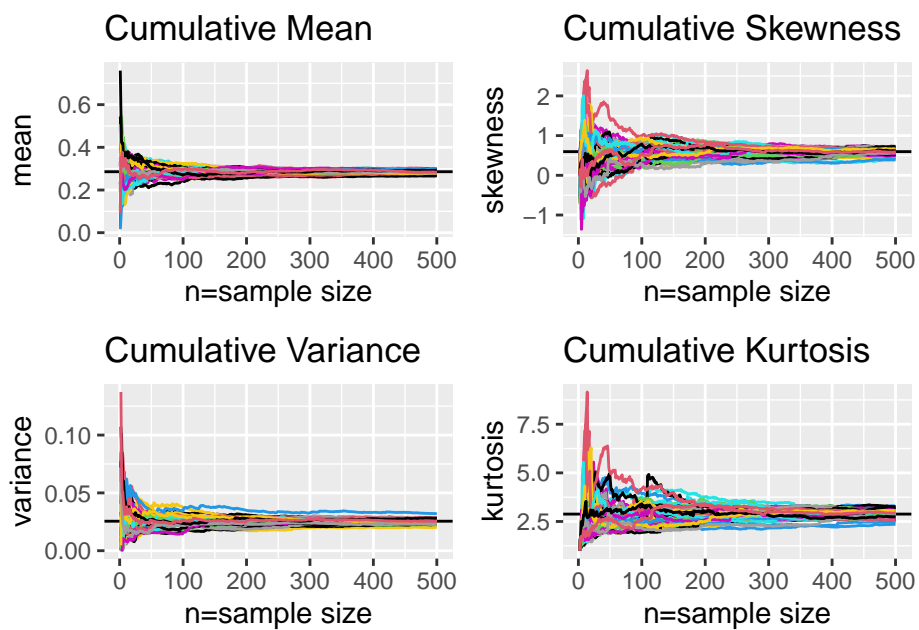 Cumulative Mean
mean
0.6
0.4
0.2
0.0
0 100 200 300 400 500
n=sample size
Cumulative Skewness
skewness
2
1
0
−1
0 100 200 300 400 500
n=sample size
Cumulative Variance
variance
0.10
0.05
0.00
0 100 200 300 400 500
n=sample size
Cumulative Kurtosis
kurtosis
7.5
5.0
2.5
0 100 200 300 400 500
n=sample size